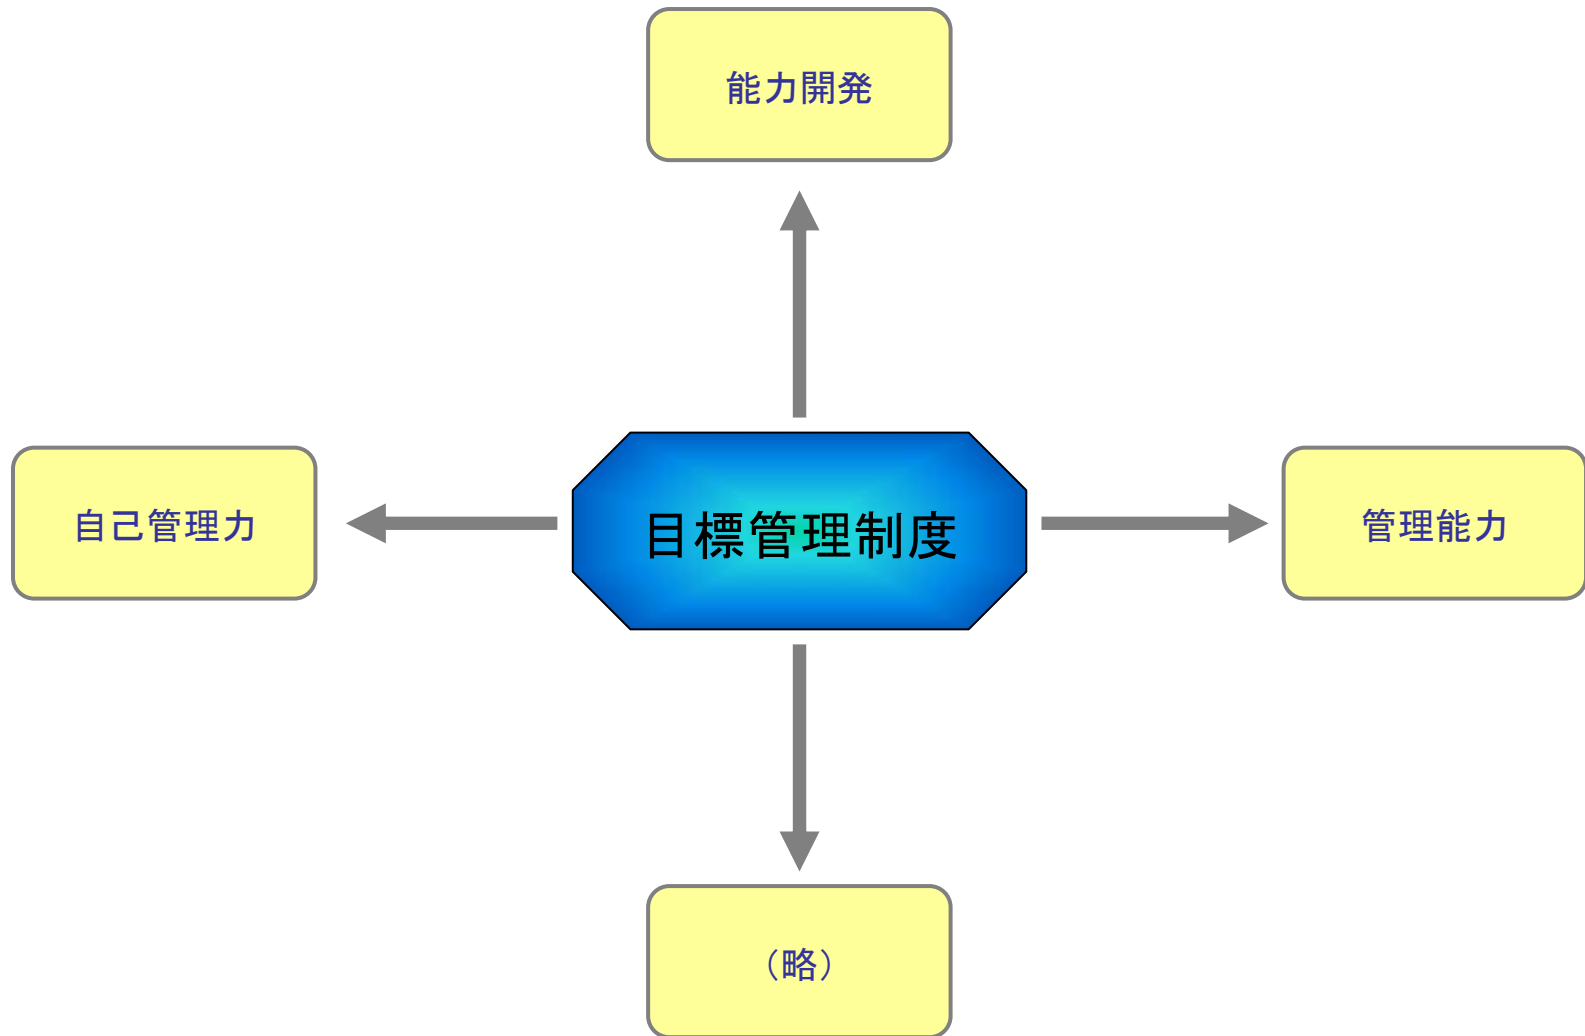 能力開発
自己管理力
目標管理制度
管理能力
（略）